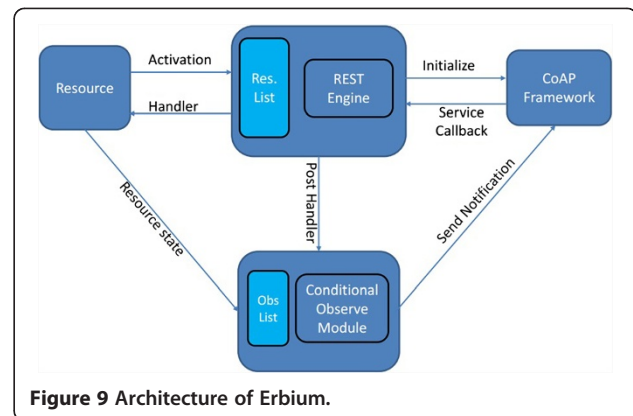 Activation
Resource
Handler
Res.
List
REST
Engine
Initialize
Service
Callback
CoAP
Framework
Resource state
Post Handler
Send Notification
Obs
List
Conditional
Observe
Module
Figure 9 Architecture of Erbium.